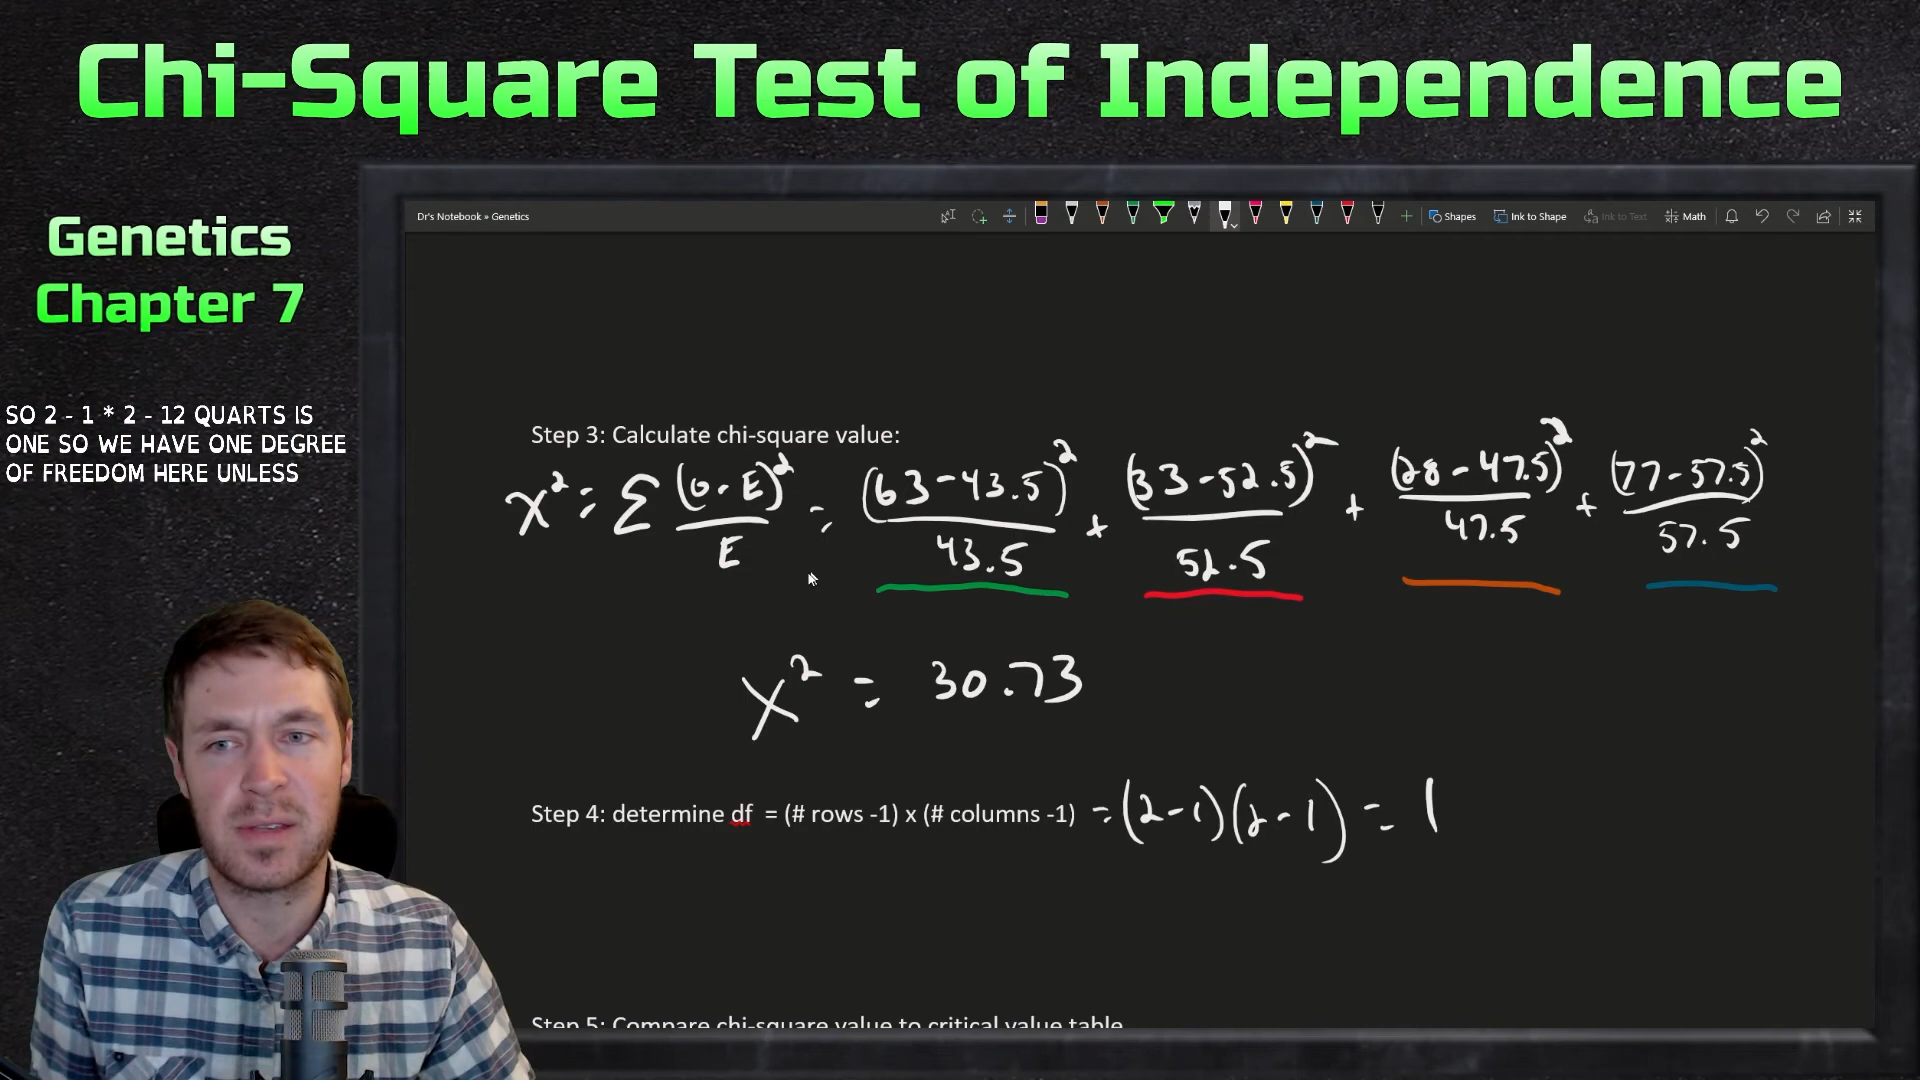 Chi-Square Test of Independence
Genetics
Chapter 7
SO 2 - 1 * 2 - 12 QUARTS IS
ONE SO WE HAVE ONE DEGREE
OF FREEDOM HERE UNLESS
Dr's Notebook » Genetics
Shapes
Ink to Shape
Ink to Text
Math
Step 3: Calculate chi-square value:
X² = Σ (O - E)² / E = (63 - 43.5)² / 43.5 + (33 - 52.5)² / 52.5 + (28 - 47.5)² / 47.5 + (77 - 57.5)² / 57.5
X² = 30.73
Step 4: determine df = (# rows -1) x (# columns -1) = (2-1)(2-1) = 1
Step 5: Compare chi-square value to critical value table